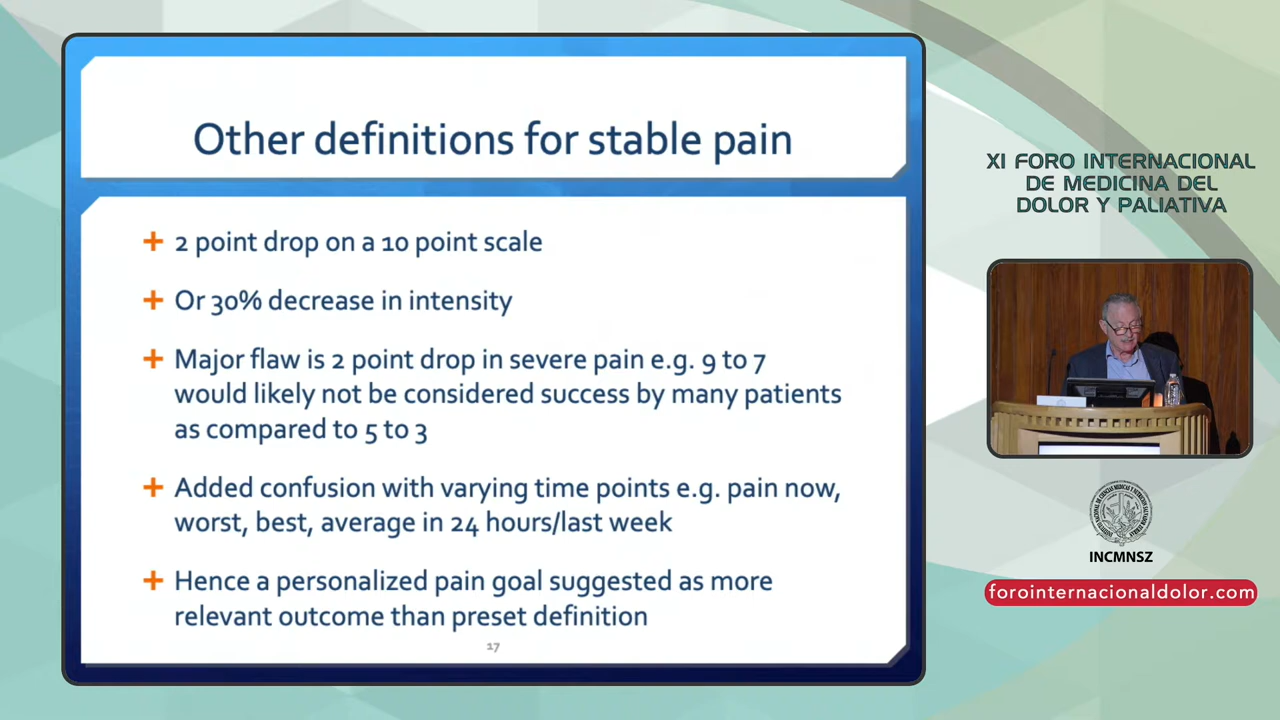 Other definitions for stable pain
+ 2 point drop on a 10 point scale
+ Or 30% decrease in intensity
+ Major flaw is 2 point drop in severe pain e.g. 9 to 7
would likely not be considered success by many patients
as compared to 5 to 3
+ Added confusion with varying time points e.g. pain now,
worst, best, average in 24 hours/last week
+ Hence a personalized pain goal suggested as more
relevant outcome than preset definition
17
XI FORO INTERNACIONAL
DE MEDICINA DEL
DOLOR Y PALIATIVA
INCMNSZ
forointernacionaldolor.com